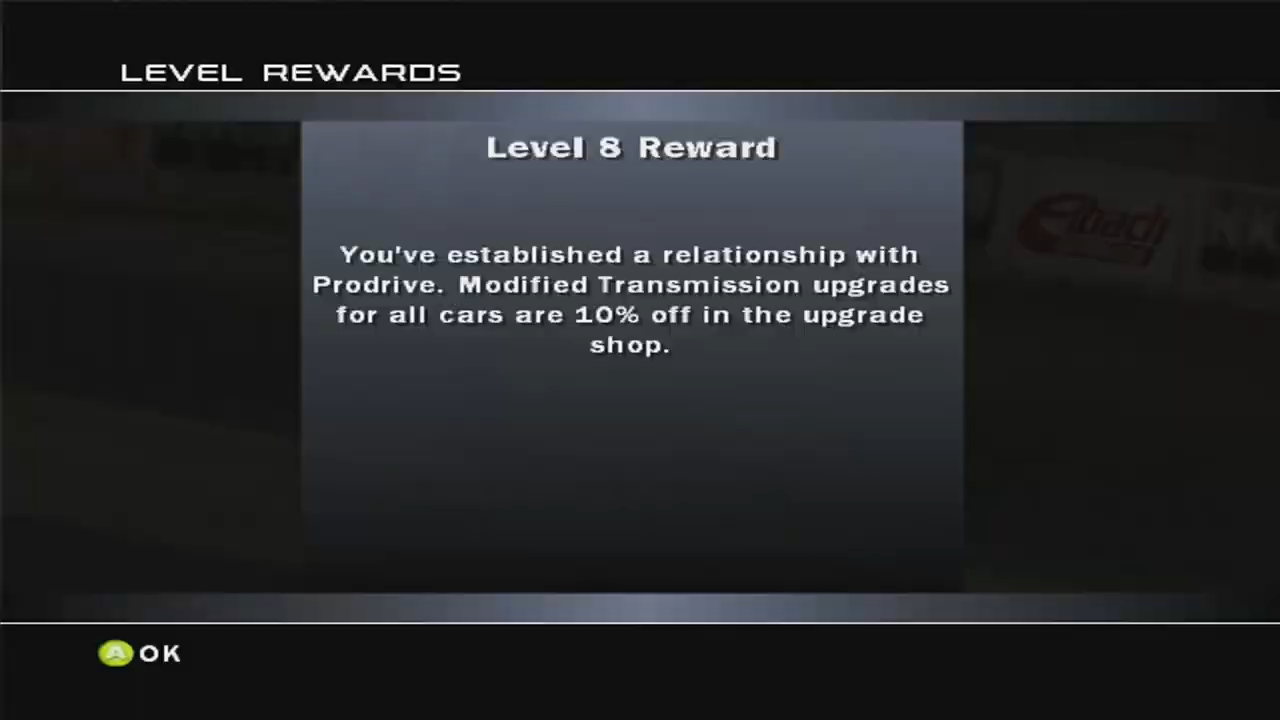 LEVEL REWARDS
Level 8 Reward
You've established a relationship with
Prodrive. Modified Transmission upgrades
for all cars are 10% off in the upgrade
shop.
Eibach
A OK